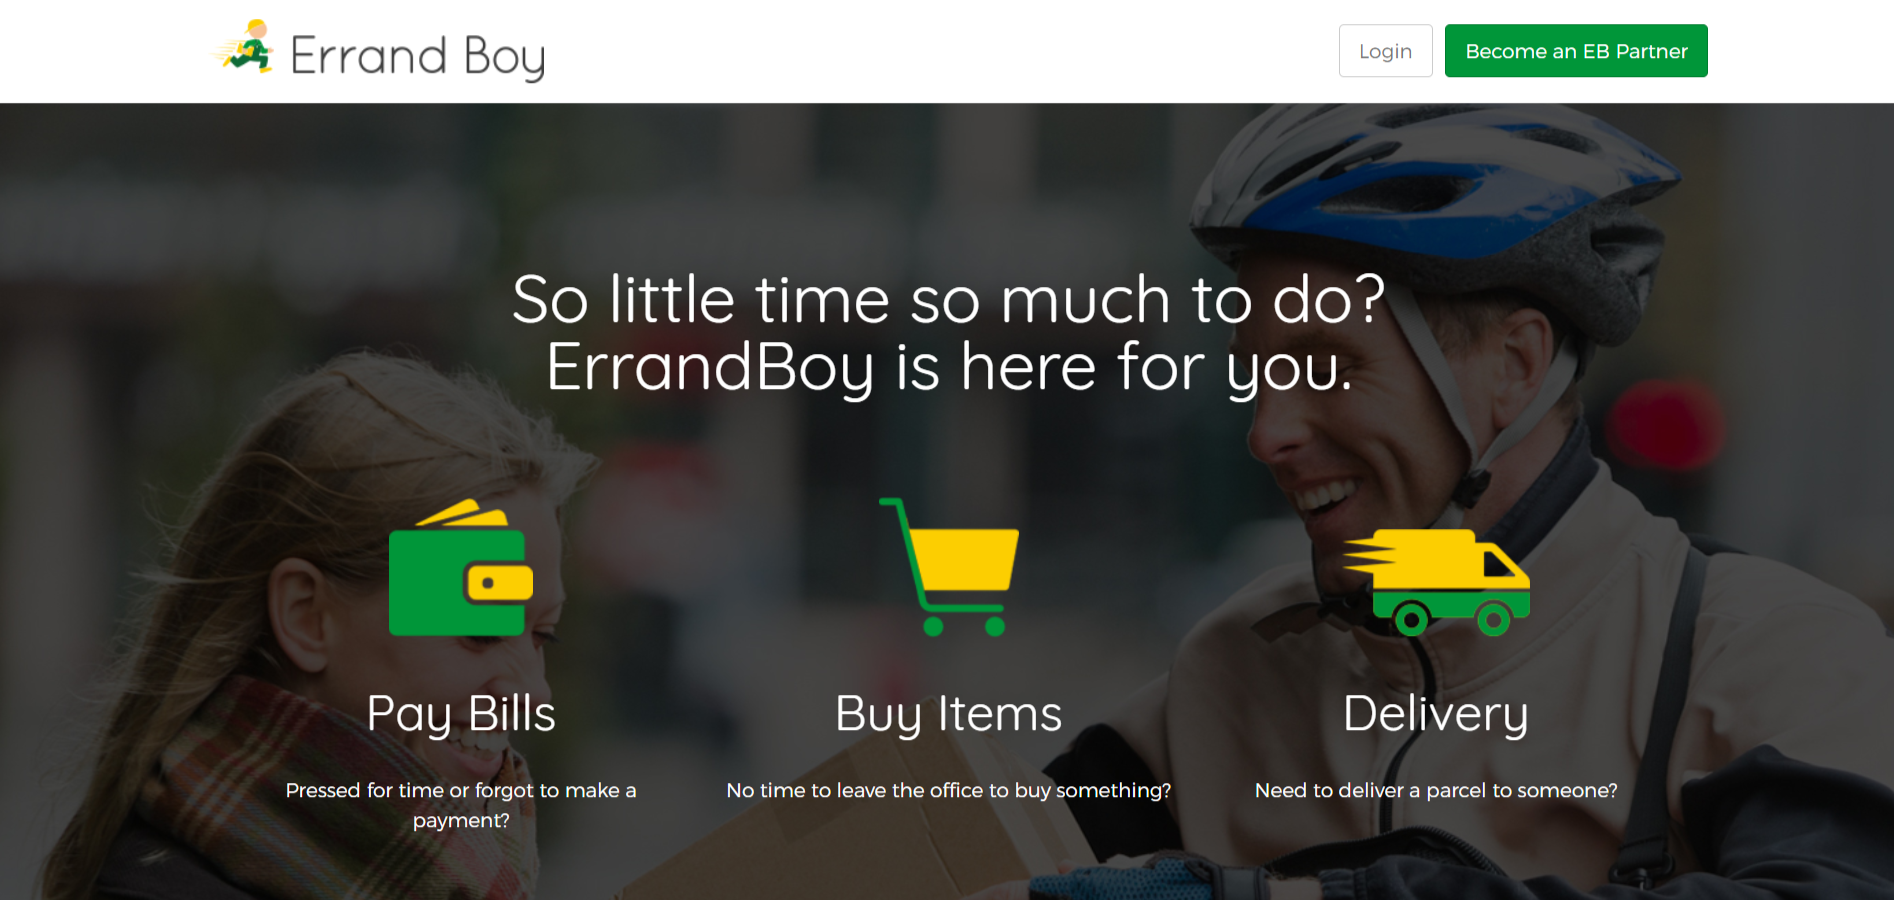 Errand Boy
Login
Become an EB Partner
So little time so much to do?
ErrandBoy is here for you.
Pay Bills
Pressed for time or forgot to make a
payment?
Buy Items
No time to leave the office to buy something?
Delivery
Need to deliver a parcel to someone?